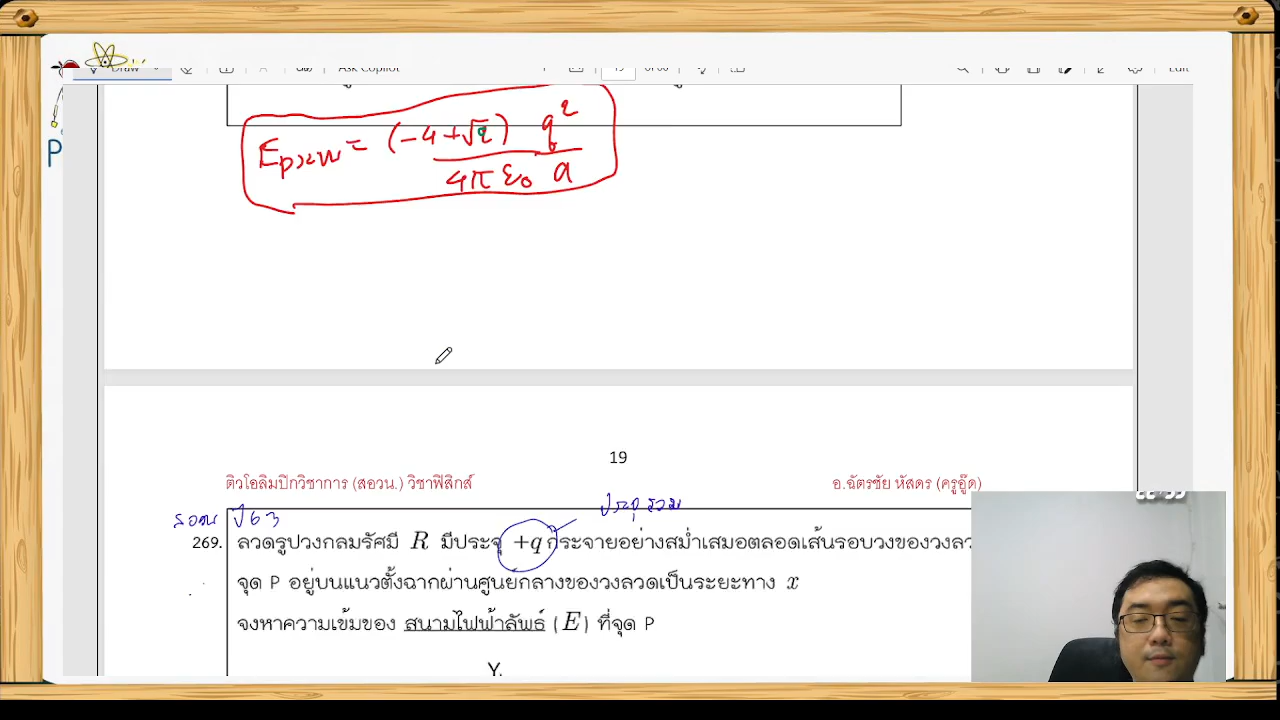 Draw
Ask Copilot
Edit
P
Eรวม = (-4+√2) q²
4π ε₀ a
19
ติวโอลิมปิกวิชาการ (สอวน.) วิชาฟิสิกส์
อ.ฉัตรชัย หัสดร (ครูอู๊ด)
สอวน ปี 63
ประจุรวม
269. ลวดรูปวงกลมรัศมี R มีประจุ +q กระจายอย่างสม่ำเสมอตลอดเส้นรอบวงของวงลว
จุด P อยู่บนแนวตั้งฉากผ่านศูนย์กลางของวงลวดเป็นระยะทาง x
จงหาความเข้มของ สนามไฟฟ้าลัพธ์ (E) ที่จุด P
Y.